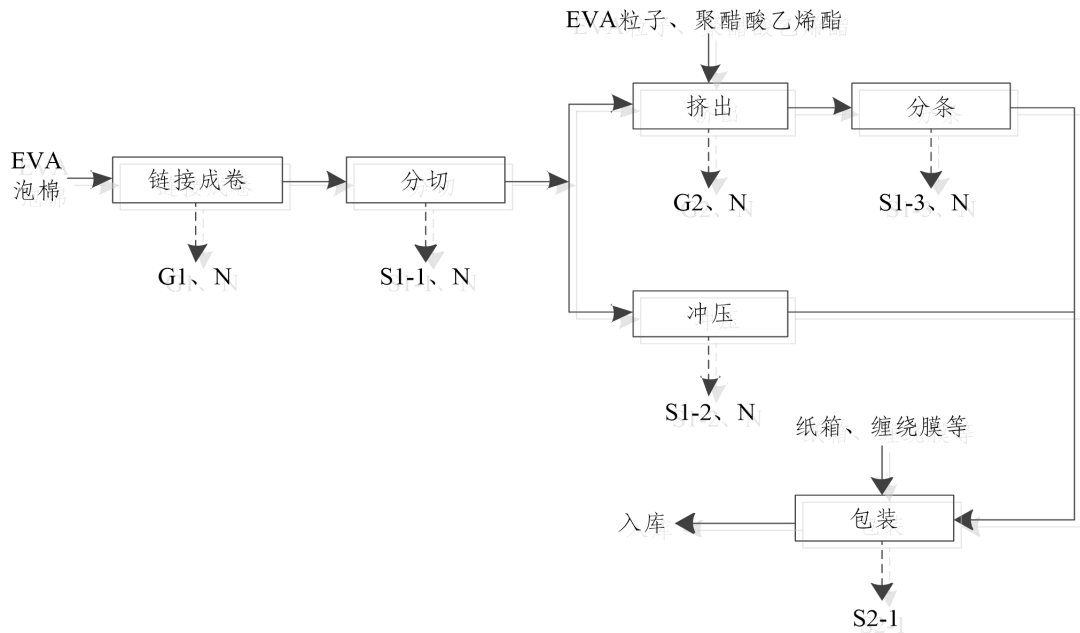 EVA粒子、聚醋酸乙烯酯
挤出
分条
EVA
泡棉
链接成卷
分切
G2、N
S1-3、N
G1、N
S1-1、N
冲压
S1-2、N
纸箱、缠绕膜等
入库
包装
S2-1